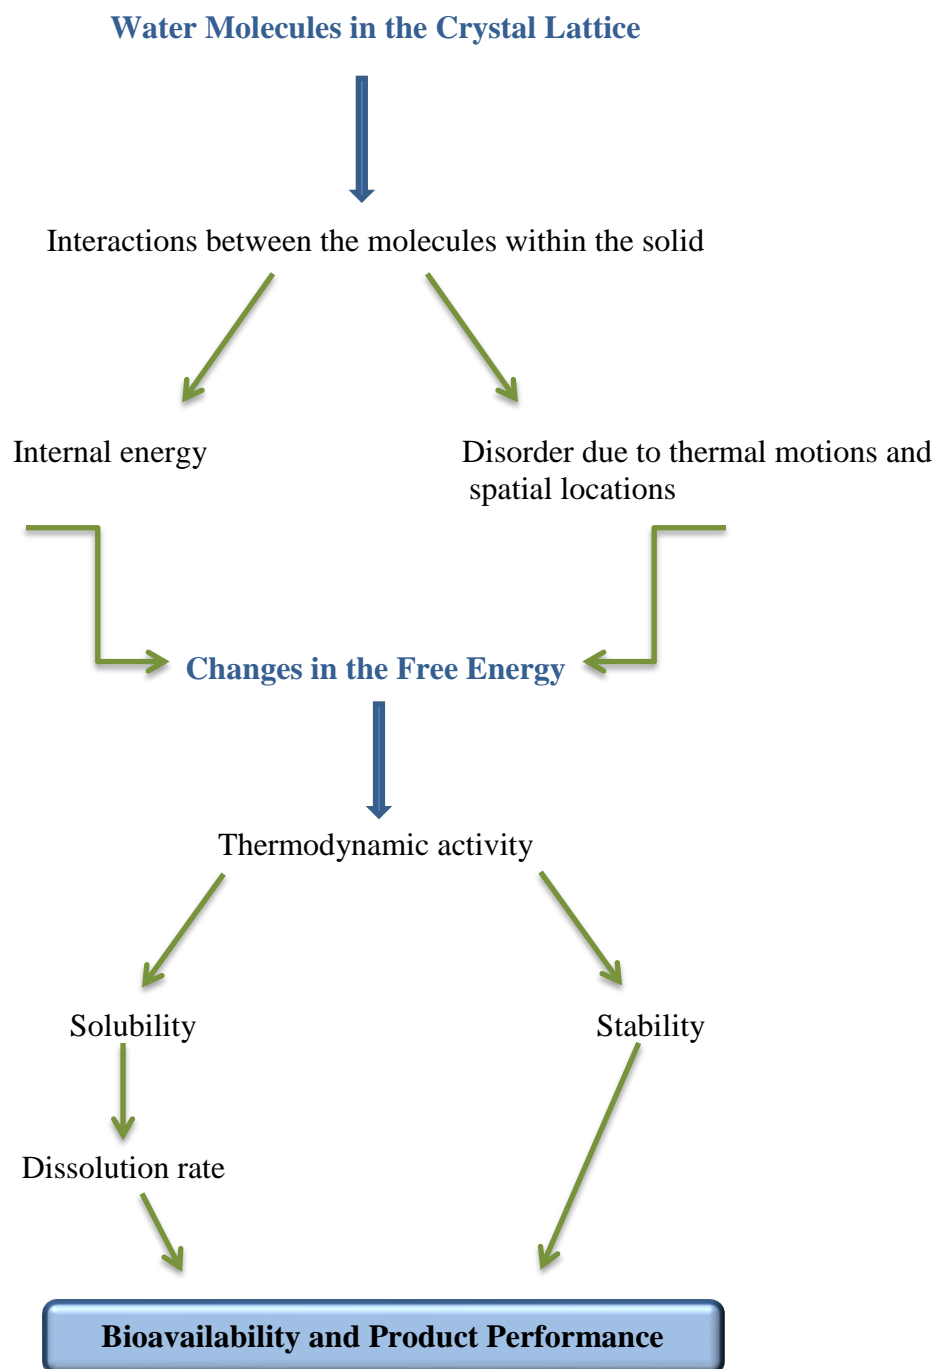 Water Molecules in the Crystal Lattice
Interactions between the molecules within the solid
Internal energy
Disorder due to thermal motions and
spatial locations
Changes in the Free Energy
Thermodynamic activity
Solubility
Stability
Dissolution rate
Bioavailability and Product Performance